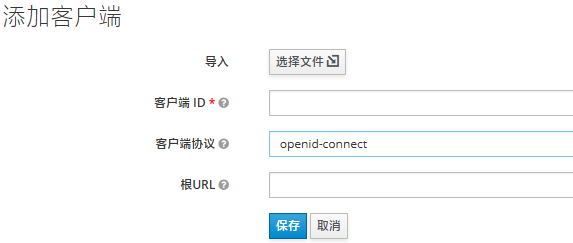 添加客户端
导入 选择文件
客户端 ID *
客户端协议 openid-connect
根URL
保存 取消